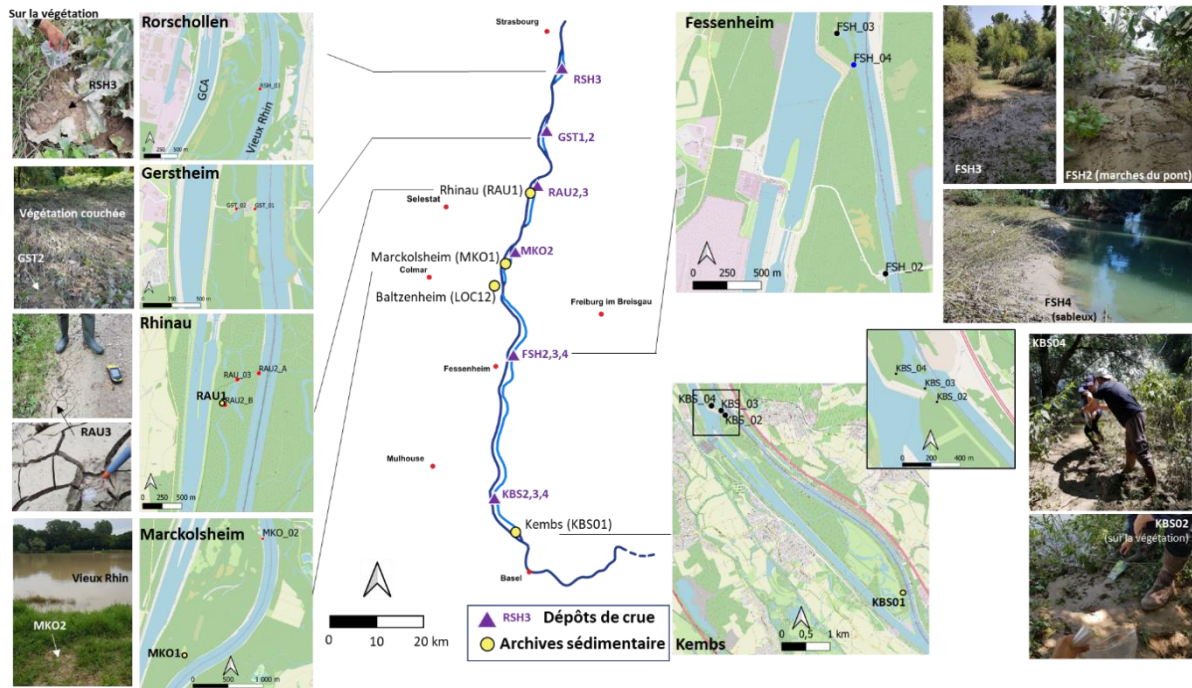 Sur la végétation
RSH3
Végétation couchée
GST2
RAU3
Vieux Rhin
MKO2
Rorschollen
GCA
Vieux Rhin
RSH_03
0 250 500 m
Gerstheim
GST_02
GST_01
0 250 500 m
Rhinau
RAU_03
RAU2_A
RAU1
RAU2_B
0 250 500 m
Marckolsheim
MKO_02
MKO1
0 500 1 000 m
Strasbourg
RSH3
GST1,2
Rhinau (RAU1)
RAU2,3
Selestat
MKO2
Marckolsheim (MKO1)
Colmar
Baltzenheim (LOC12)
Freiburg im Breisgau
FSH2,3,4
Fessenheim
Mulhouse
KBS2,3,4
Kembs (KBS01)
Basel
0 10 20 km
RSH3 Dépôts de crue
Archives sédimentaire
Fessenheim
FSH_03
FSH_04
FSH_02
0 250 500 m
KBS_04
KBS_03
KBS_02
KBS01
0 0,5 1 km
Kembs
KBS_04
KBS_03
KBS_02
0 200 400 m
FSH3
FSH2 (marches du pont)
FSH4
(sableux)
KBS04
KBS02
(sur la végétation)